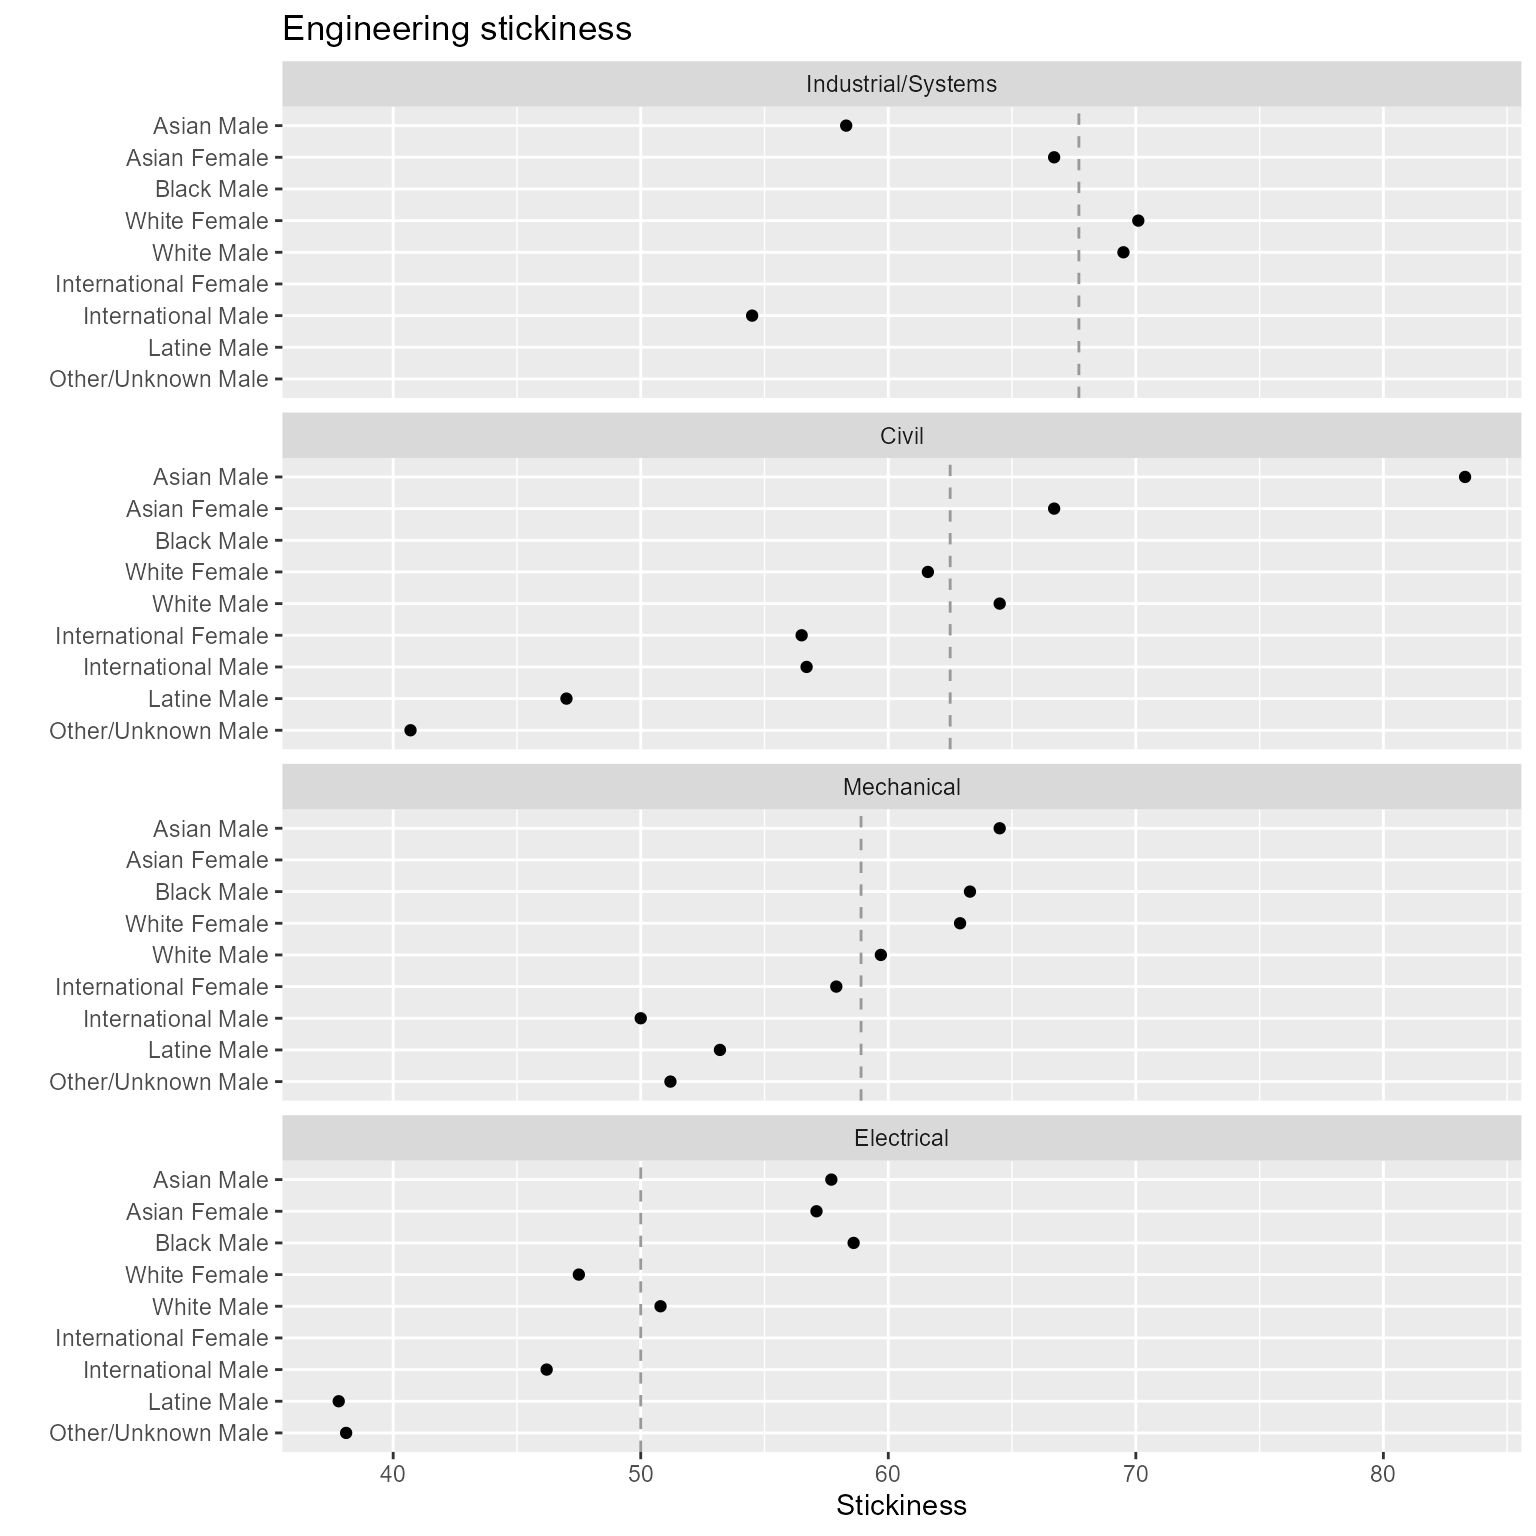 Engineering stickiness
Industrial/Systems
Asian Male
Asian Female
Black Male
White Female
White Male
International Female
International Male
Latine Male
Other/Unknown Male
Civil
Asian Male
Asian Female
Black Male
White Female
White Male
International Female
International Male
Latine Male
Other/Unknown Male
Mechanical
Asian Male
Asian Female
Black Male
White Female
White Male
International Female
International Male
Latine Male
Other/Unknown Male
Electrical
Asian Male
Asian Female
Black Male
White Female
White Male
International Female
International Male
Latine Male
Other/Unknown Male
40 50 60 70 80
Stickiness